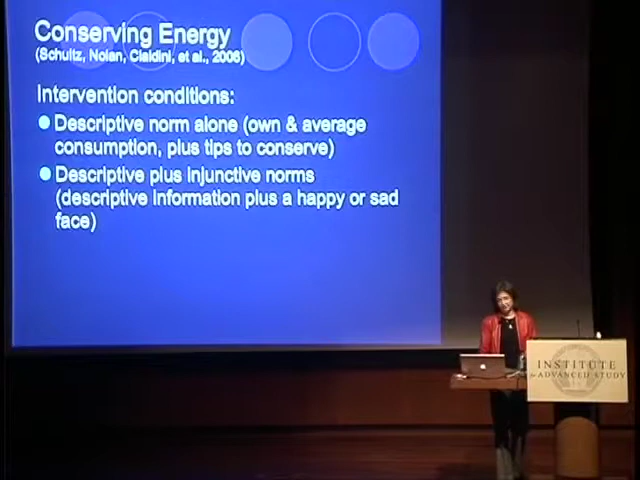 Conserving Energy
(Schultz, Nolan, Cialdini, et al., 2006)
Intervention conditions:
Descriptive norm alone (own & average
consumption, plus tips to conserve)
Descriptive plus injunctive norms
(descriptive information plus a happy or sad
face)
INSTITUTE
for ADVANCED STUDY